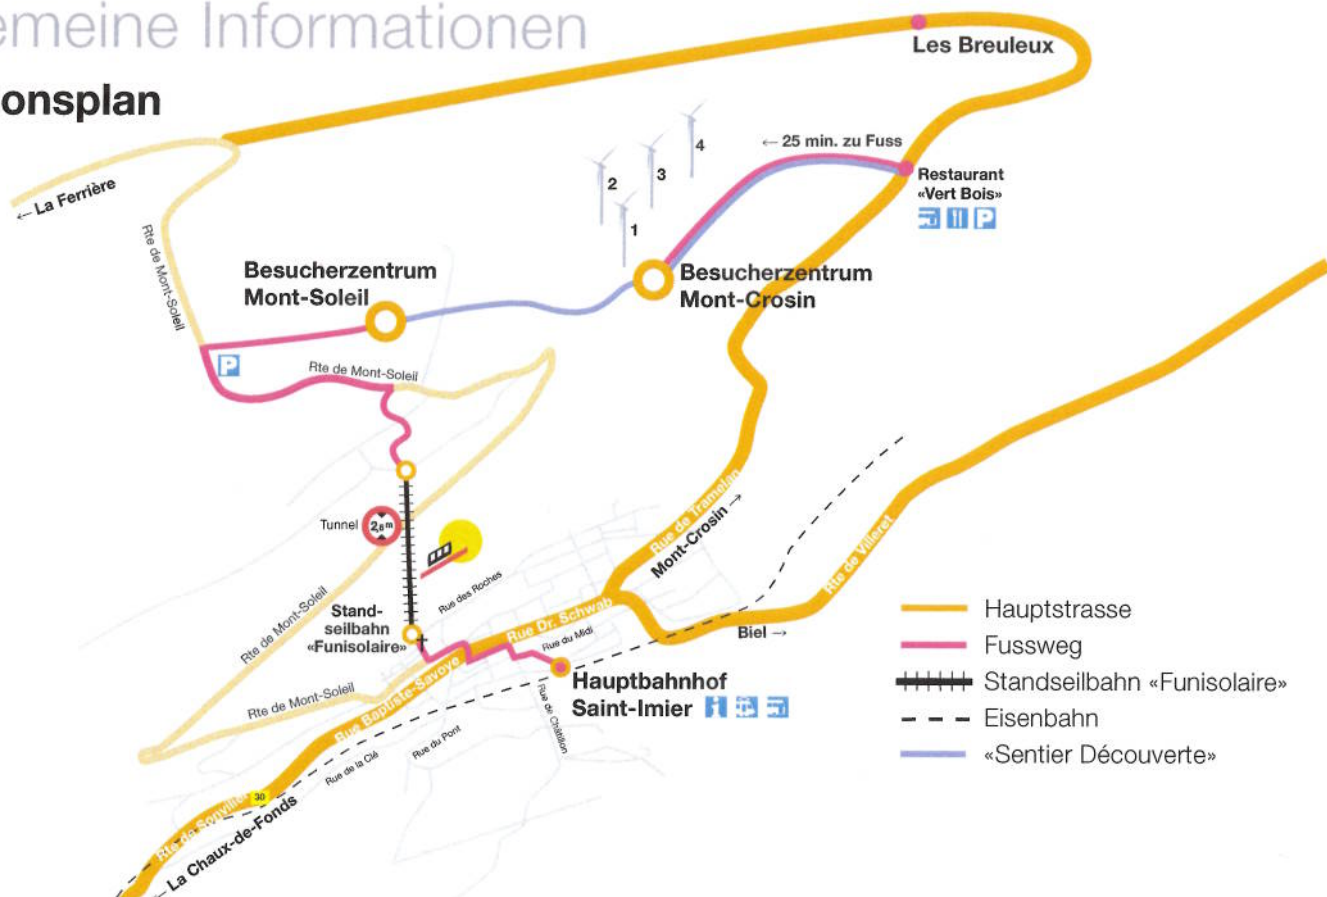 emeine Informationen
onsplan
Les Breuleux
← 25 min. zu Fuss
4
3
2
1
Restaurant
«Vert Bois»
P
← La Ferrière
Rte de Mont-Soleil
Besucherzentrum
Mont-Soleil
Besucherzentrum
Mont-Crosin
P
Rte de Mont-Soleil
Tunnel
2,8m
Rue de Tramelan
Mont-Crosin →
Rte de Villeret
Rue des Roches
Rte de Mont-Soleil
Stand-
seilbahn
«Funisolaire»
Rue Dr. Schwab
Rue du Midi
Biel →
Hauptbahnhof
Saint-Imier
i
Rte de Mont-Soleil
Rue Baptiste-Savoye
Rue de Châtillon
Rue du Pont
Rue de la Clé
30
Rte de Sonvilier
← La Chaux-de-Fonds
Hauptstrasse
Fussweg
Standseilbahn «Funisolaire»
Eisenbahn
«Sentier Découverte»